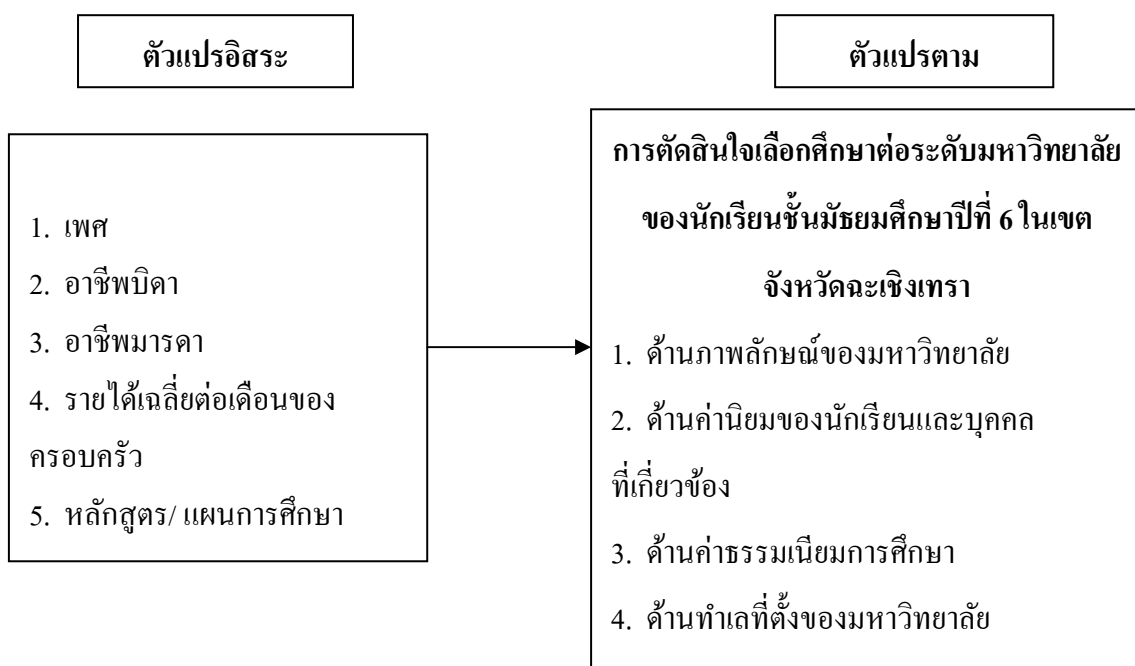 ตัวแปรอิสระ
1. เพศ
2. อาชีพบิดา
3. อาชีพมารดา
4. รายได้เฉลี่ยต่อเดือนของ
ครอบครัว
5. หลักสูตร/ แผนการศึกษา
ตัวแปรตาม
การตัดสินใจเลือกศึกษาต่อระดับมหาวิทยาลัย
ของนักเรียนชั้นมัธยมศึกษาปีที่ 6 ในเขต
จังหวัดฉะเชิงเทรา
1. ด้านภาพลักษณ์ของมหาวิทยาลัย
2. ด้านค่านิยมของนักเรียนและบุคคล
ที่เกี่ยวข้อง
3. ด้านค่าธรรมเนียมการศึกษา
4. ด้านทำเลที่ตั้งของมหาวิทยาลัย